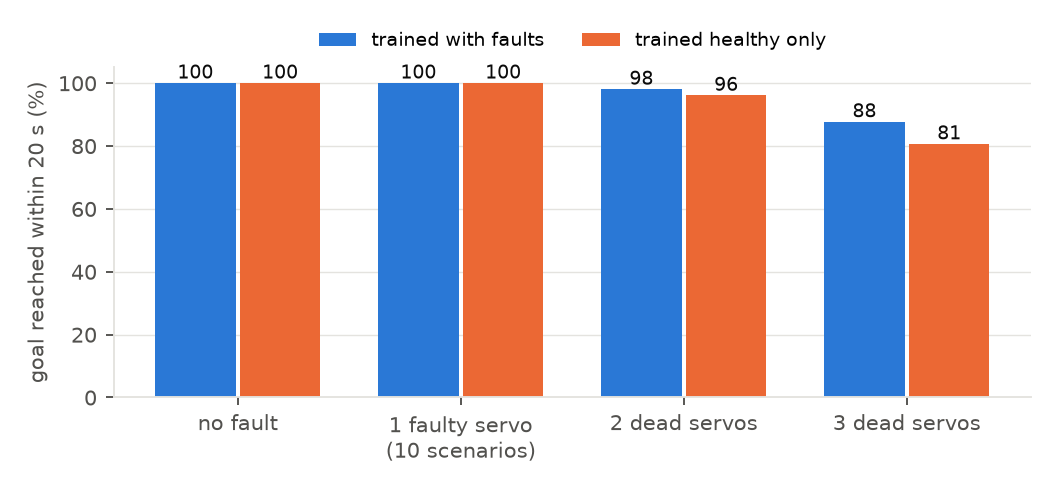 trained with faults
trained healthy only
goal reached within 20 s (%)
100
80
60
40
20
0
100
100
100
100
98
96
88
81
no fault
1 faulty servo
(10 scenarios)
2 dead servos
3 dead servos